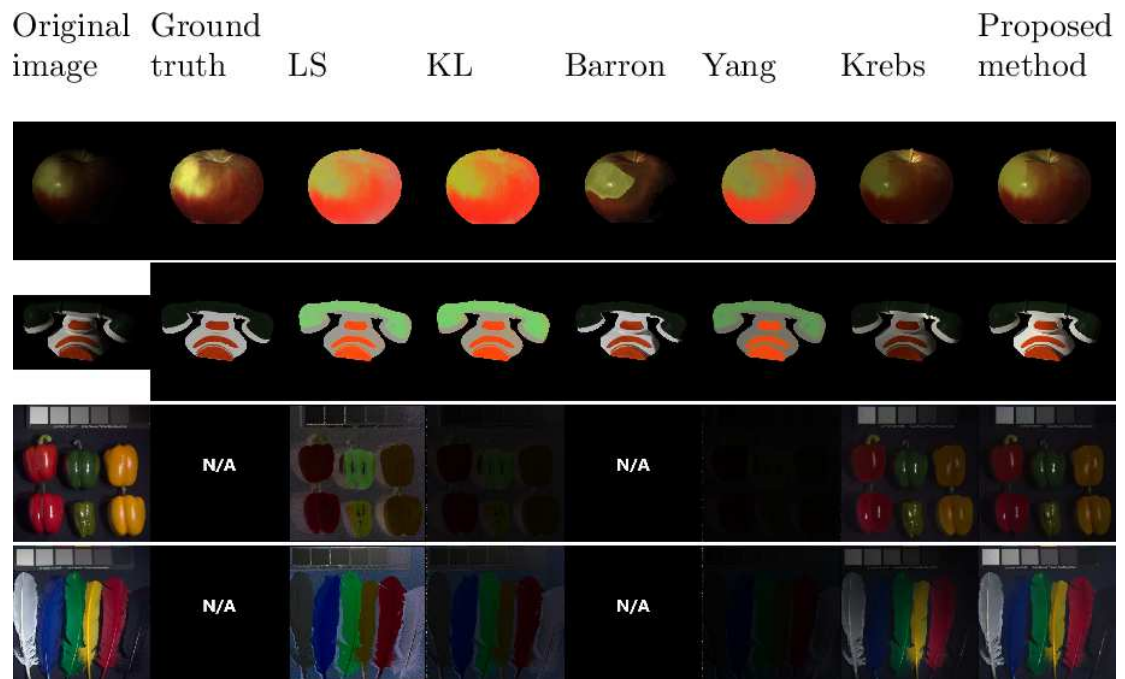 Original Ground Proposed
image truth LS KL Barron Yang Krebs method
N/A N/A
N/A N/A